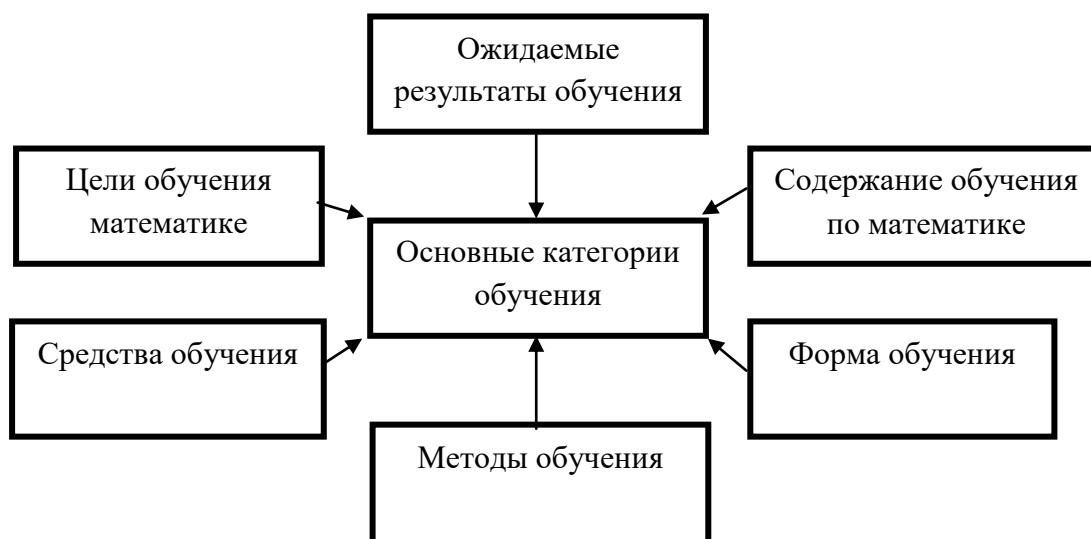 Ожидаемые
результаты обучения
Цели обучения
математике
Содержание обучения
по математике
Основные категории
обучения
Средства обучения
Форма обучения
Методы обучения